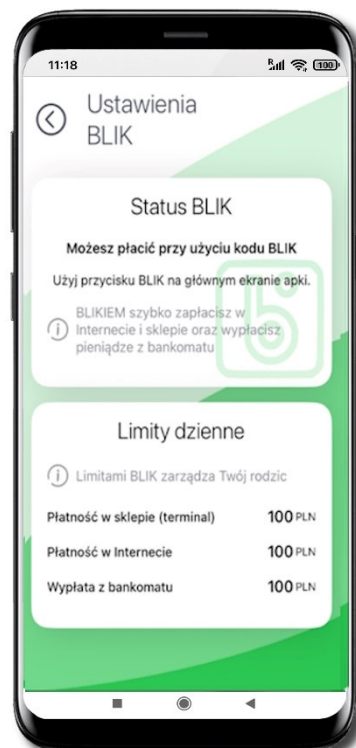 11:18
R
100
Ustawienia
BLIK
Status BLIK
Możesz płacić przy użyciu kodu BLIK
Użyj przycisku BLIK na głównym ekranie apki.
BLIKIEM szybko zapłacisz w
Internecie i sklepie oraz wypłacisz
pieniądze z bankomatu
Limity dzienne
Limitami BLIK zarządza Twój rodzic
Płatność w sklepie (terminal) 100 PLN
Płatność w Internecie 100 PLN
Wypłata z bankomatu 100 PLN